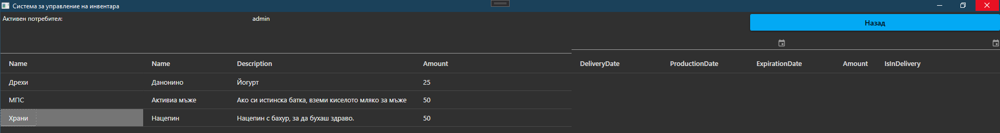 Система за управление на инвентара
Активен потребител: admin
Назад
Name Name Description Amount DeliveryDate ProductionDate ExpirationDate Amount IsInDelivery
Дрехи Данонино Йогурт 25
МПС Активиа мъже Ако си истинска батка, вземи киселото мляко за мъже 50
Храни Нацепин Нацепин с бахур, за да бухаш здраво. 50